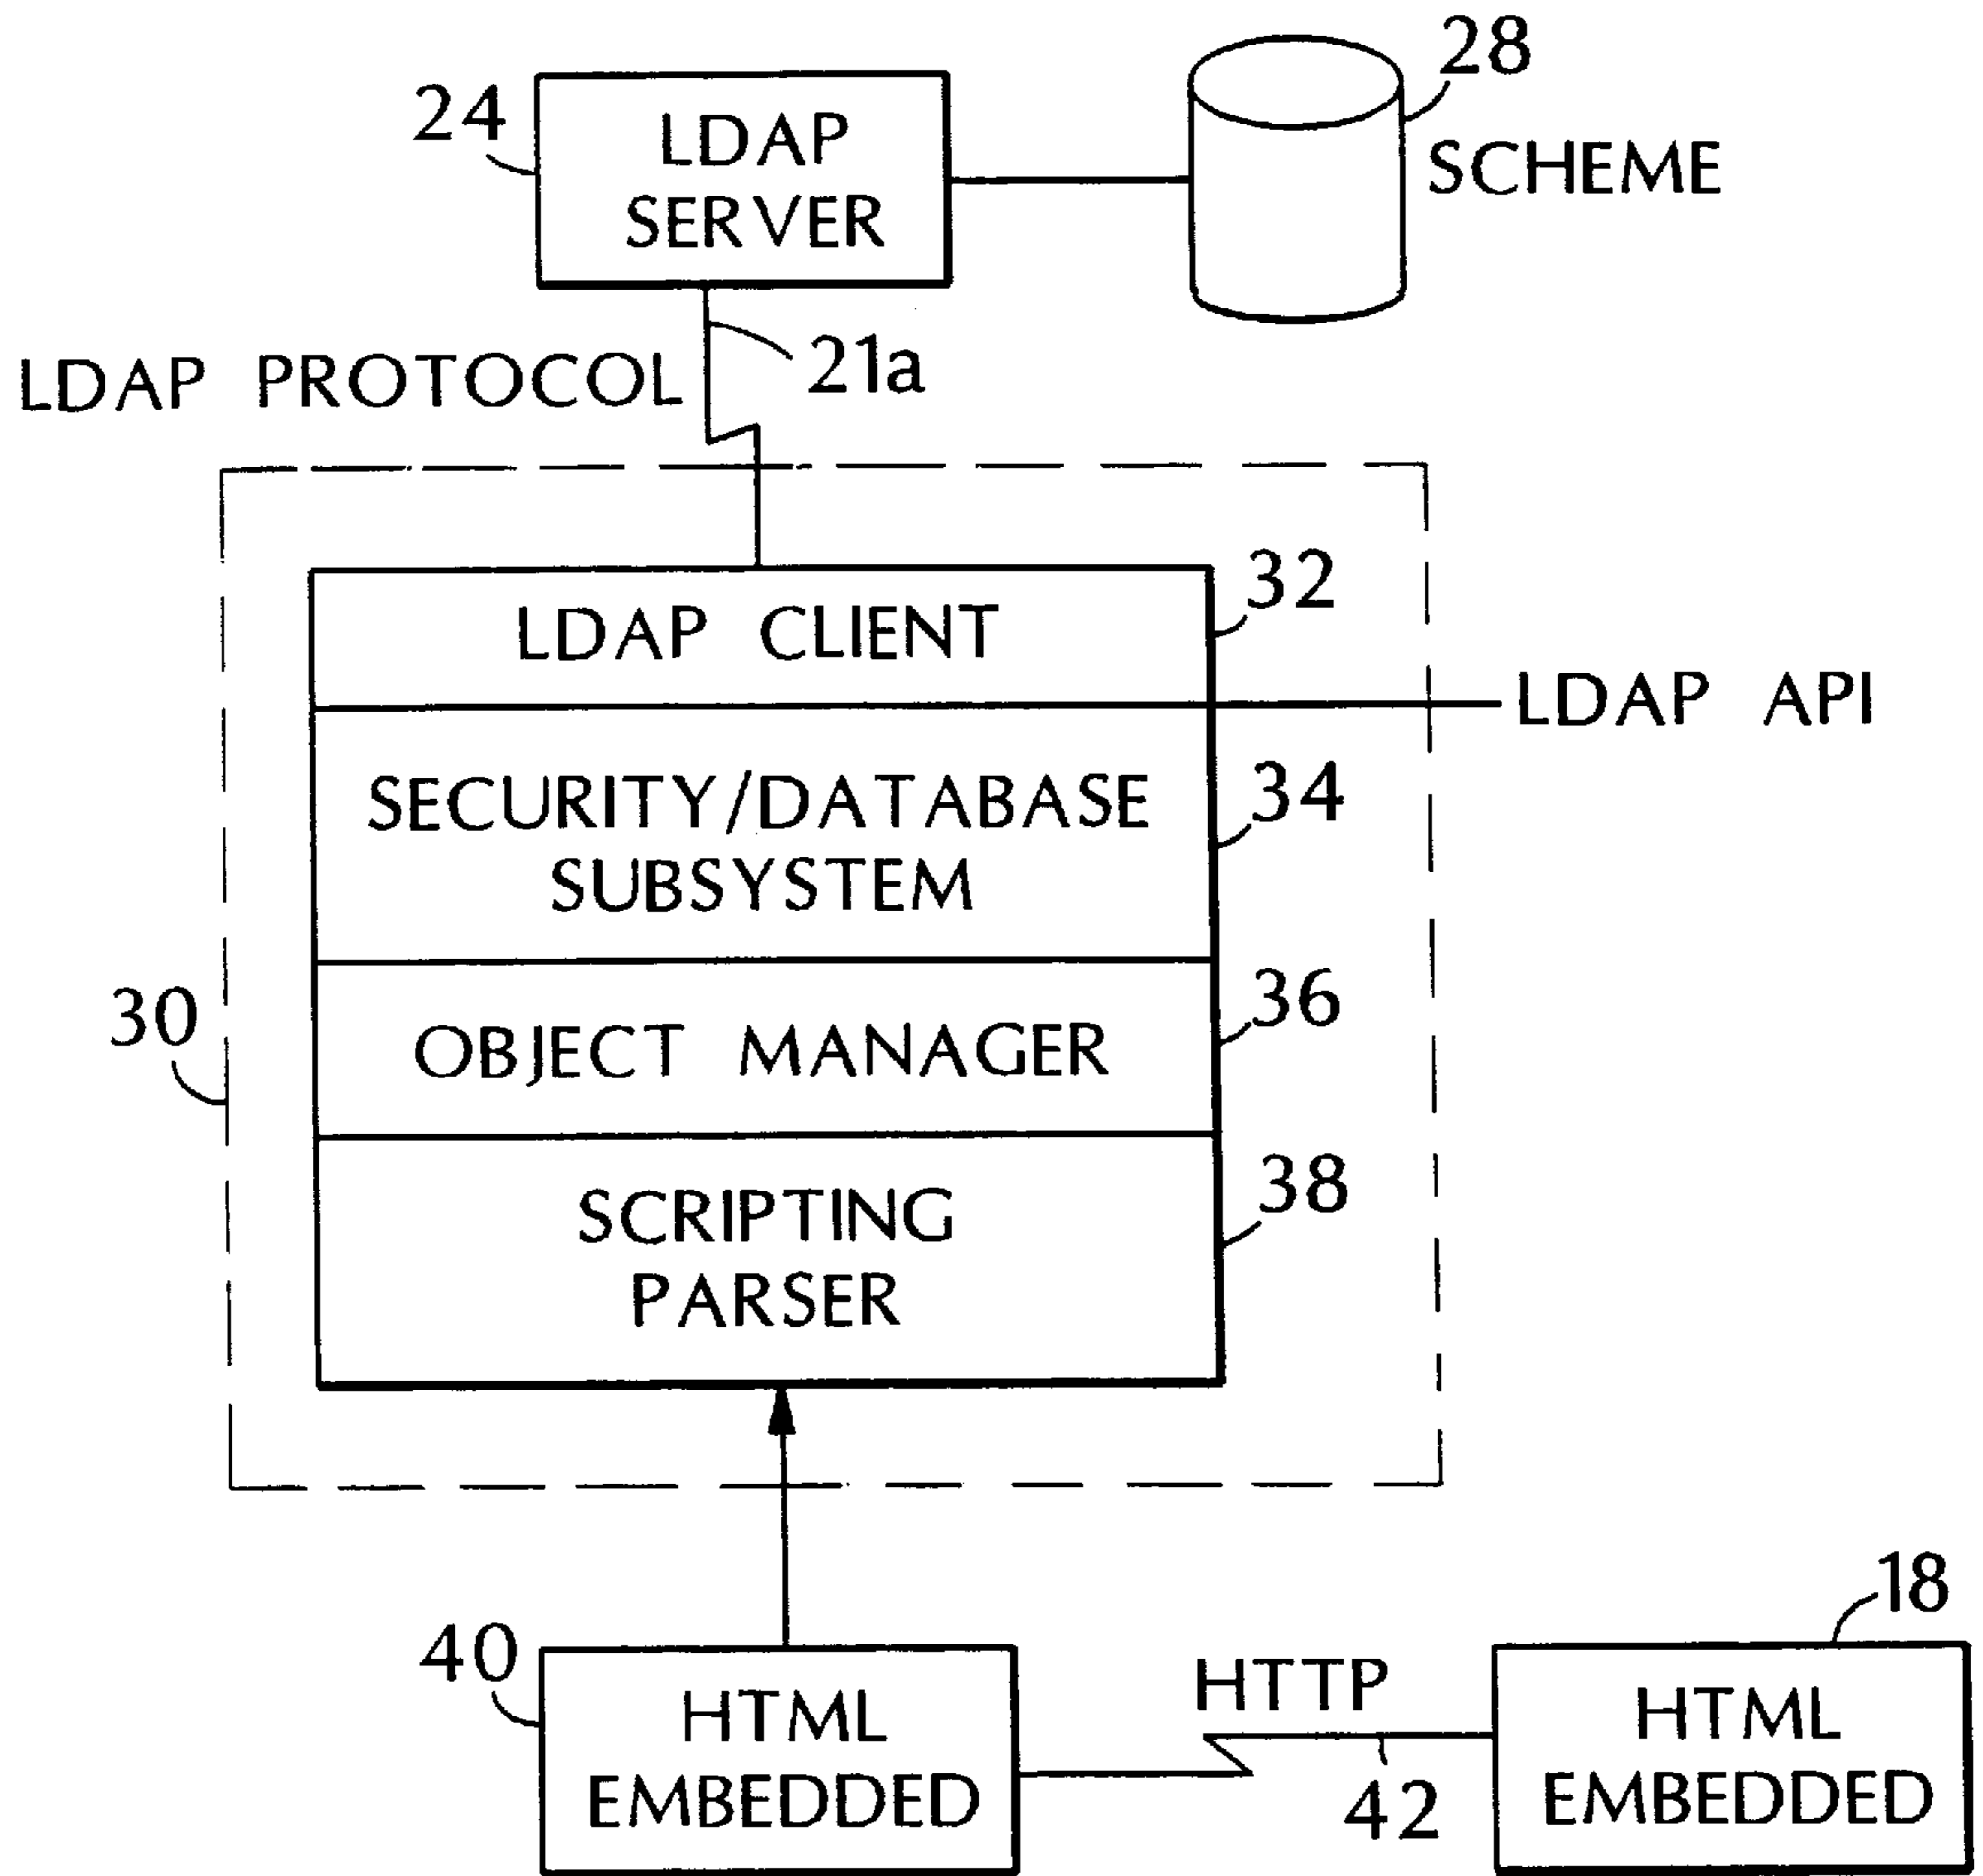 24
LDAP
SERVER
28
SCHEME
LDAP PROTOCOL
21a
32
LDAP CLIENT
LDAP API
34
SECURITY/DATABASE
SUBSYSTEM
36
30
OBJECT MANAGER
38
SCRIPTING
PARSER
40
HTML
EMBEDDED
HTTP
42
18
HTML
EMBEDDED